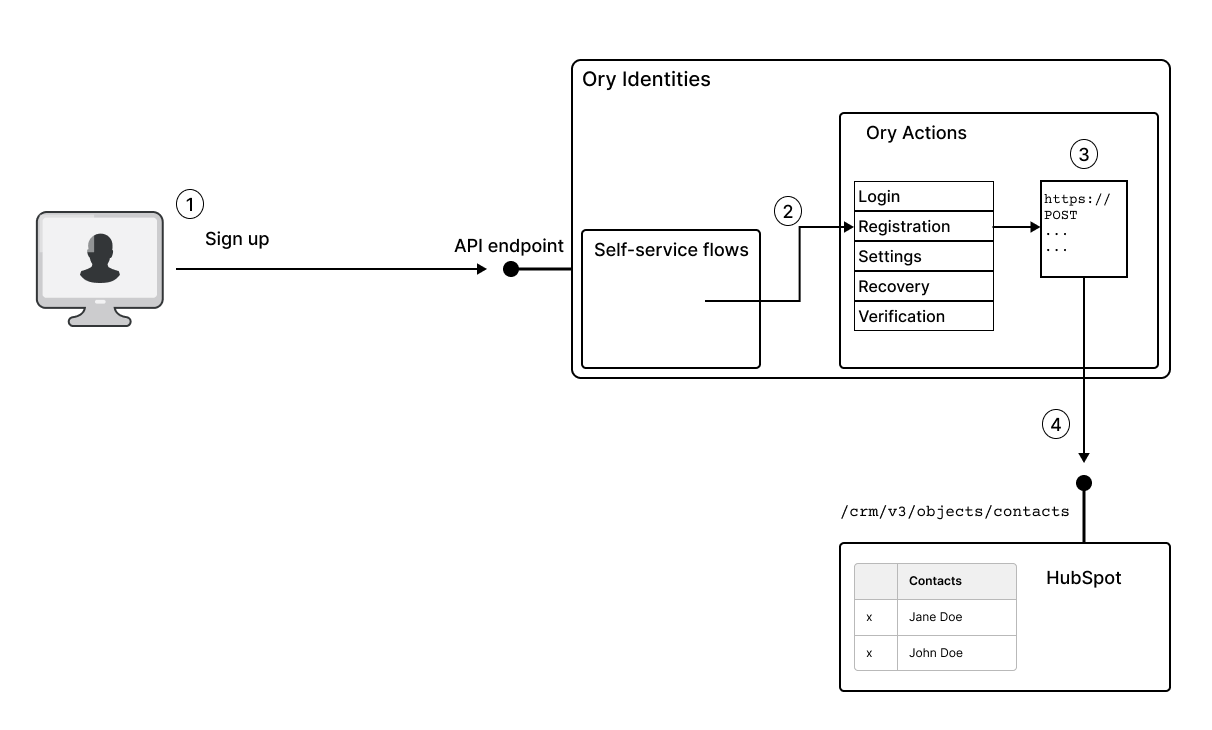 Ory Identities
Ory Actions
3
1
2
Login
https://
POST
...
...
Registration
Settings
Recovery
Verification
Sign up
API endpoint
Self-service flows
4
/crm/v3/objects/contacts
HubSpot
Contacts
x Jane Doe
x John Doe